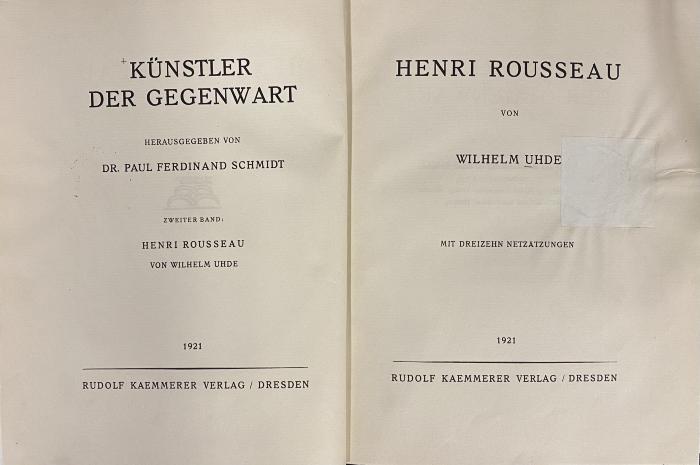 KÜNSTLER
DER GEGENWART
HERAUSGEGEBEN VON
DR. PAUL FERDINAND SCHMIDT
ZWEITER BAND:
HENRI ROUSSEAU
VON WILHELM UHDE
1921
RUDOLF KAEMMERER VERLAG / DRESDEN
HENRI ROUSSEAU
VON
WILHELM UHDE
MIT DREIZEHN NETZATZUNGEN
1921
RUDOLF KAEMMERER VERLAG / DRESDEN